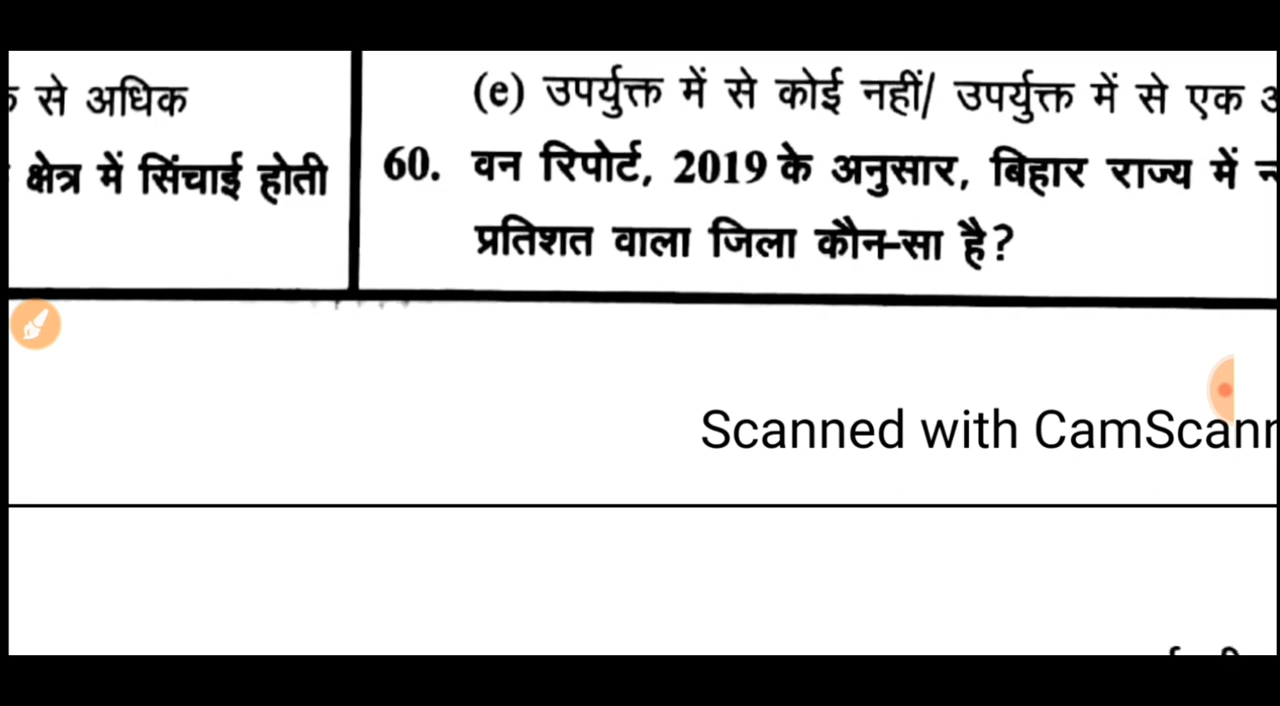 से अधिक
क्षेत्र में सिंचाई होती
(e) उपर्युक्त में से कोई नहीं/ उपर्युक्त में से एक
60. वन रिपोर्ट, 2019 के अनुसार, बिहार राज्य में
प्रतिशत वाला जिला कौन-सा है?
Scanned with CamScann